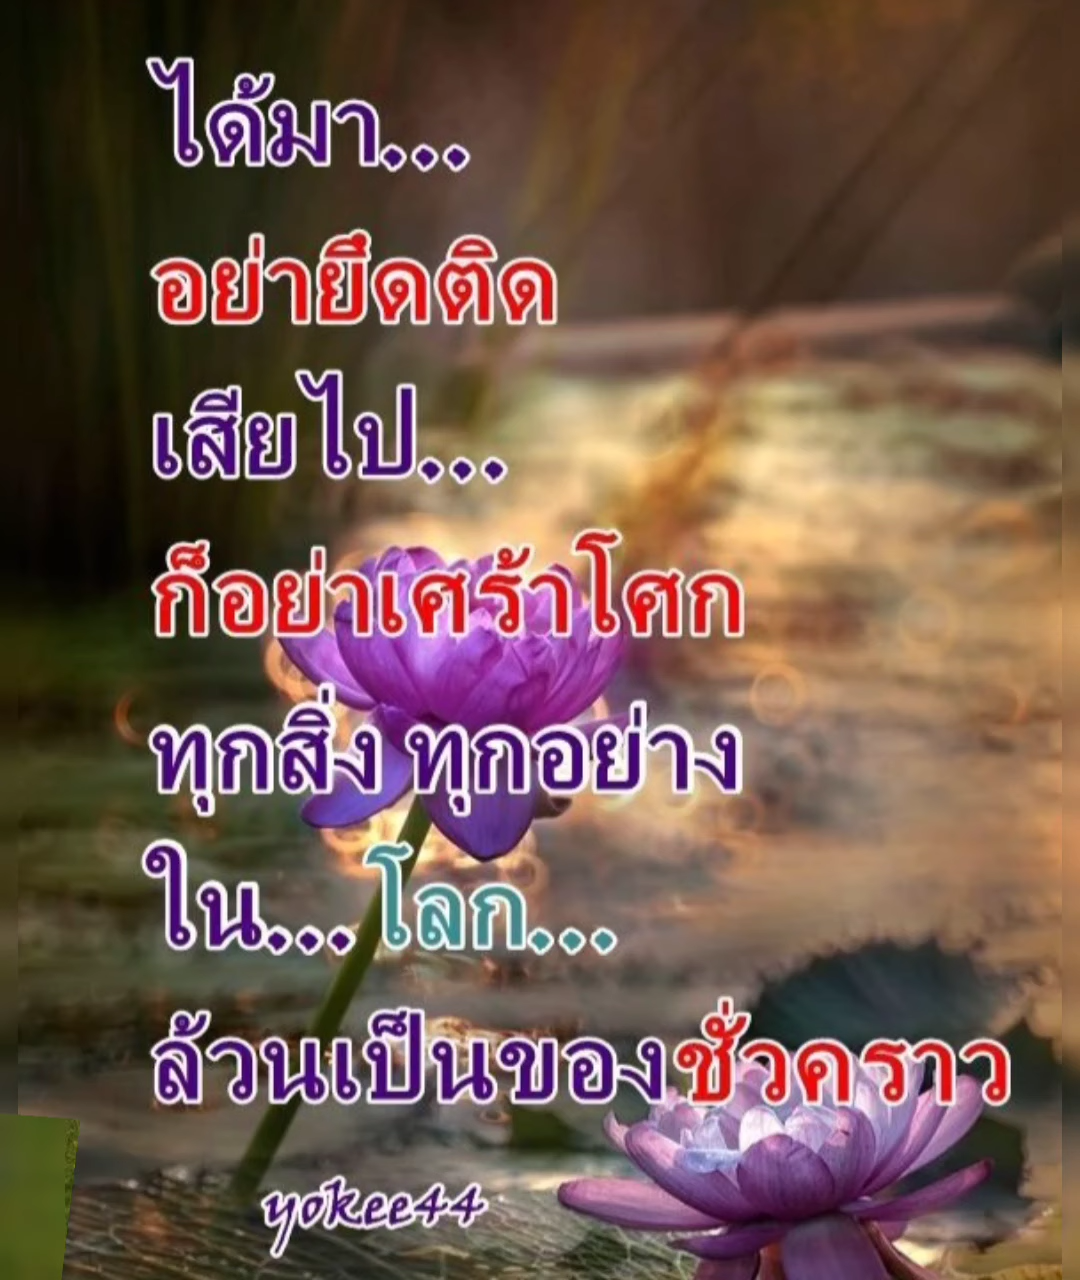 ได้มา...
อย่ายึดติด
เสียไป...
ก็อย่าเศร้าโศก
ทุกสิ่ง ทุกอย่าง
ใน...โลก...
ล้วนเป็นของชั่วคราว
yokee44